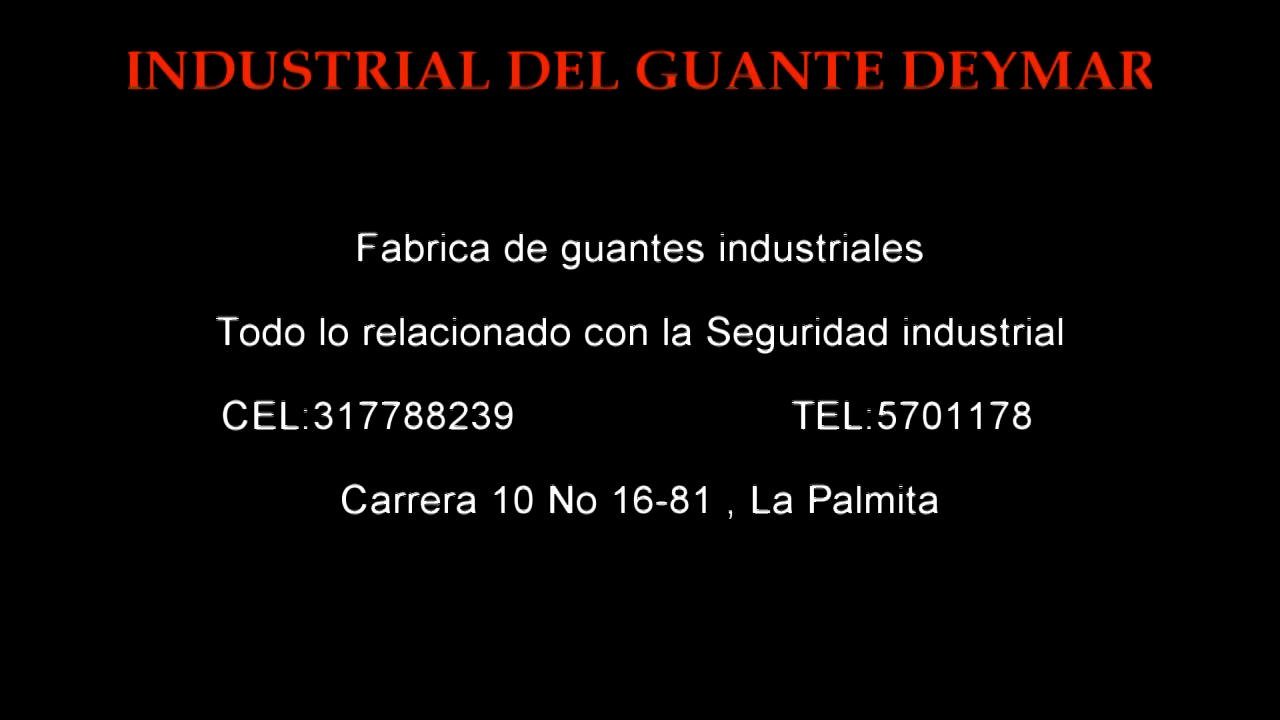 INDUSTRIAL DEL GUANTE DEYMAR
Fabrica de guantes industriales
Todo lo relacionado con la Seguridad industrial
CEL:317788239 TEL:5701178
Carrera 10 No 16-81 , La Palmita